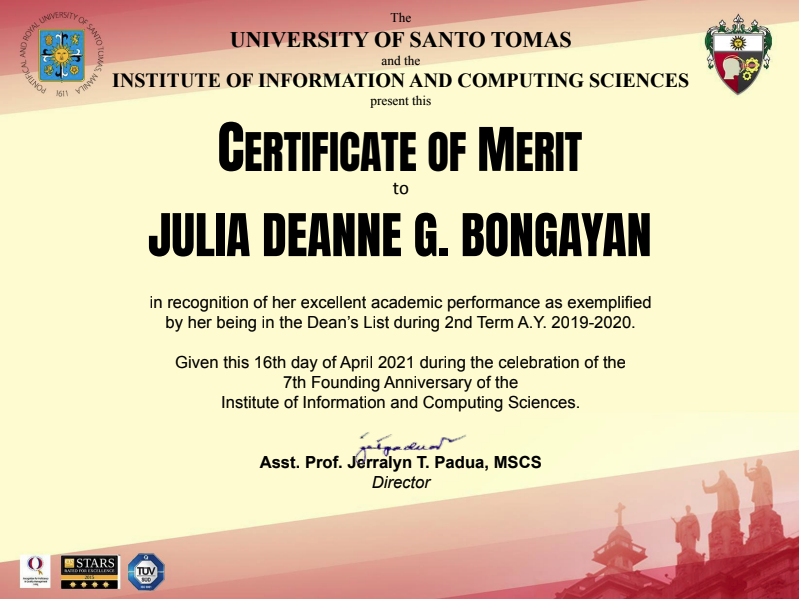 The
UNIVERSITY OF SANTO TOMAS
and the
INSTITUTE OF INFORMATION AND COMPUTING SCIENCES
present this
CERTIFICATE OF MERIT
to
JULIA DEANNE G. BONGAYAN
in recognition of her excellent academic performance as exemplified
by her being in the Dean's List during 2nd Term A.Y. 2019-2020.
Given this 16th day of April 2021 during the celebration of the
7th Founding Anniversary of the
Institute of Information and Computing Sciences.
Asst. Prof. Jerralyn T. Padua, MSCS
Director
PONTIFICAL AND ROYAL UNIVERSITY OF SANTO TOMAS, MANILA
1611
Q
QS STARS
RATED FOR EXCELLENCE
2015
TÜV
SÜD